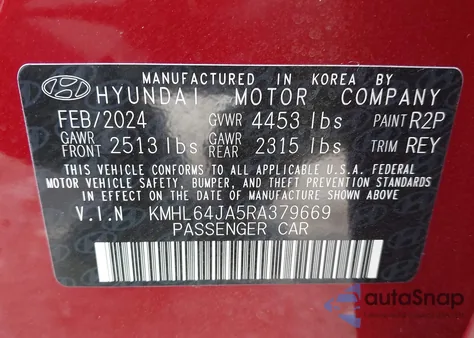 MANUFACTURED IN KOREA BY
HYUNDAI MOTOR COMPANY
FEB/2024 GVWR 4453 lbs PAINT R2P
GAWR FRONT 2513 lbs GAWR REAR 2315 lbs TRIM REY
THIS VEHICLE CONFORMS TO ALL APPLICABLE U.S.A. FEDERAL
MOTOR VEHICLE SAFETY, BUMPER, AND THEFT PREVENTION
STANDARDS IN EFFECT ON THE DATE OF MANUFACTURE SHOWN ABOVE.
V.I.N KMHL64JA5RA379669
PASSENGER CAR
autoSnap